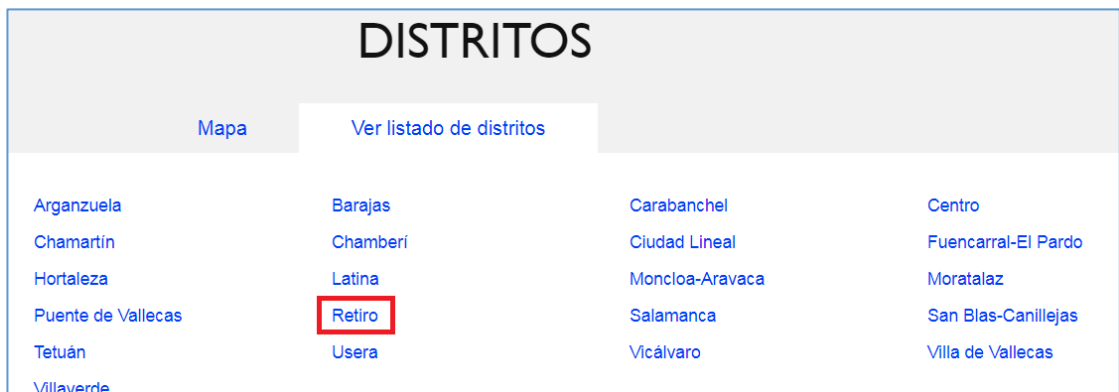 DISTRITOS
Mapa Ver listado de distritos
Arganzuela Barajas Carabanchel Centro
Chamartín Chamberí Ciudad Lineal Fuencarral-El Pardo
Hortaleza Latina Moncloa-Aravaca Moratalaz
Puente de Vallecas Retiro Salamanca San Blas-Canillejas
Tetuán Usera Vicálvaro Villa de Vallecas
Villaverde